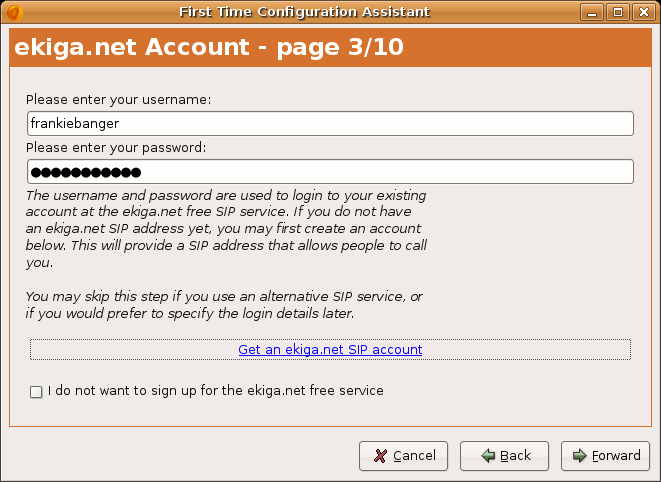 First Time Configuration Assistant
ekiga.net Account - page 3/10
Please enter your username:
frankiebanger
Please enter your password:
●●●●●●●●●●●
The username and password are used to login to your existing
account at the ekiga.net free SIP service. If you do not have
an ekiga.net SIP address yet, you may first create an account
below. This will provide a SIP address that allows people to call
you.
You may skip this step if you use an alternative SIP service, or
if you would prefer to specify the login details later.
Get an ekiga.net SIP account
I do not want to sign up for the ekiga.net free service
Cancel Back Forward